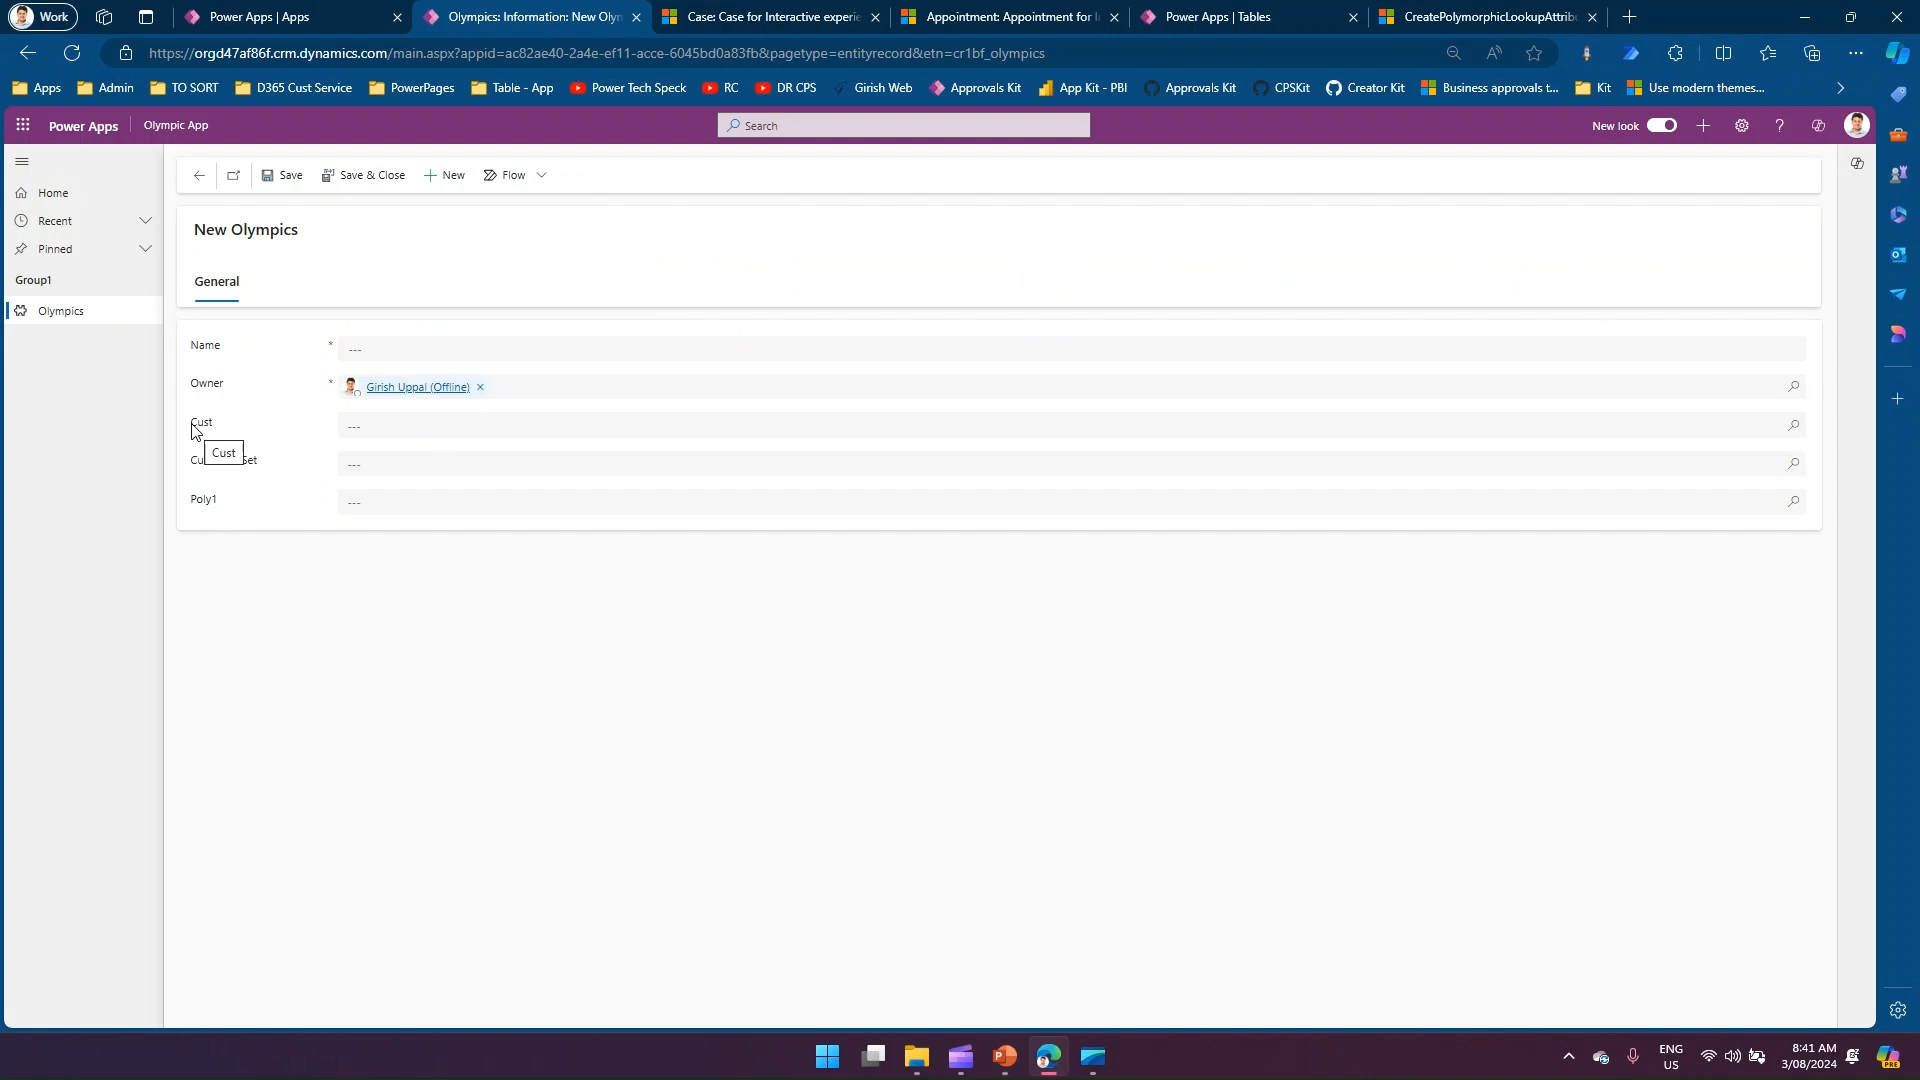 Work
Power Apps | Apps
Olympics: Information: New Olyn
Case: Case for Interactive experie
Appointment: Appointment for I
Power Apps | Tables
CreatePolymorphicLookupAttribu
https://orgd47af86f.crm.dynamics.com/main.aspx?appid=ac82ae40-2a4e-ef11-acce-6045bd0a83fb&pagetype=entityrecord&etn=cr1bf_olympics
Apps
Admin
TO SORT
D365 Cust Service
PowerPages
Table - App
Power Tech Speck
RC
DR CPS
Girish Web
Approvals Kit
App Kit - PBI
Approvals Kit
CPSKit
Creator Kit
Business approvals t...
Kit
Use modern themes...
Power Apps
Olympic App
Search
New look
Save
Save & Close
New
Flow
Home
Recent
Pinned
Group1
Olympics
New Olympics
General
Name *
---
Owner *
Girish Uppal (Offline)
Cust
---
Cust
---
Poly1
---
ENG
US
8:41 AM
3/08/2024
PRE